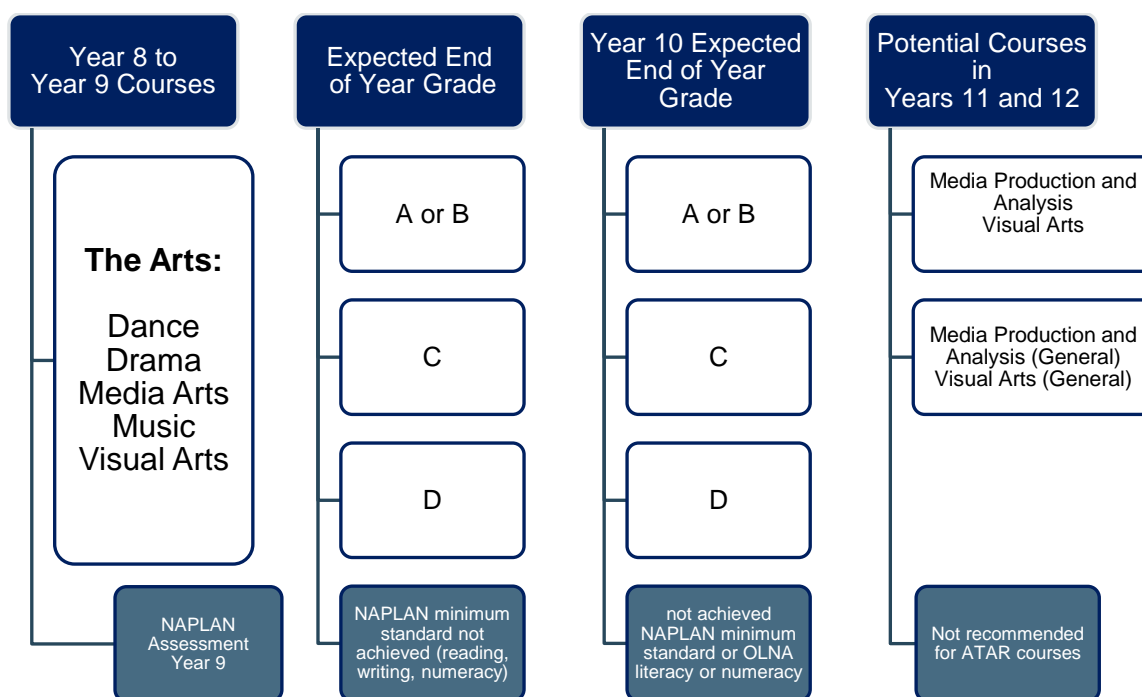 Year 8 to
Year 9 Courses
The Arts:
Dance
Drama
Media Arts
Music
Visual Arts
NAPLAN
Assessment
Year 9
Expected End
of Year Grade
A or B
C
D
NAPLAN minimum
standard not
achieved (reading,
writing, numeracy)
Year 10 Expected
End of Year
Grade
A or B
C
D
not achieved
NAPLAN minimum
standard or OLNA
literacy or numeracy
Potential Courses
in
Years 11 and 12
Media Production and
Analysis
Visual Arts
Media Production and
Analysis (General)
Visual Arts (General)
Not recommended
for ATAR courses